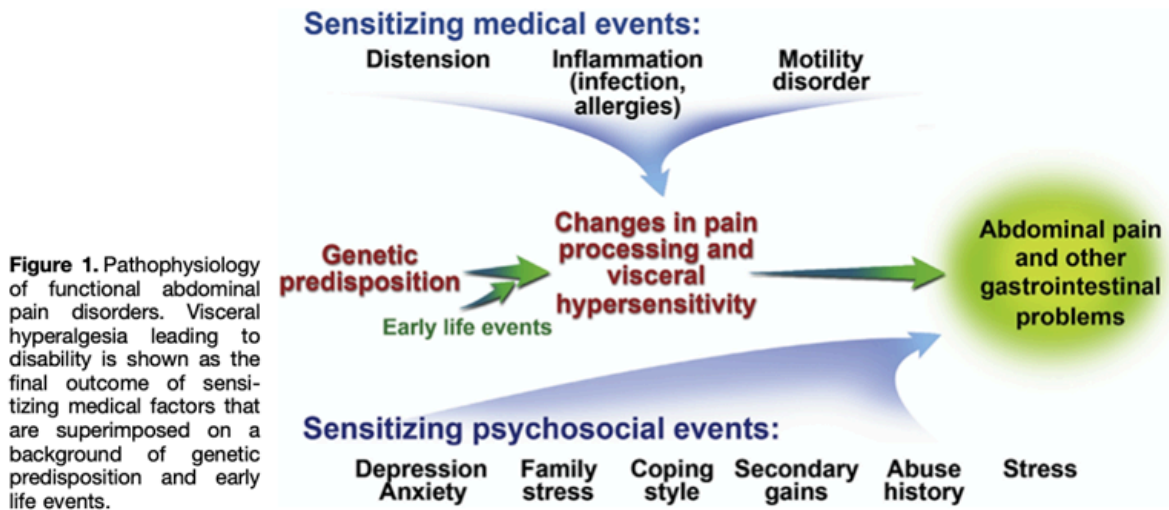 Sensitizing medical events:
Distension
Inflammation
(infection,
allergies)
Motility
disorder
Genetic
predisposition
Early life events
Changes in pain
processing and
visceral
hypersensitivity
Abdominal pain
and other
gastrointestinal
problems
Sensitizing psychosocial events:
Depression
Anxiety
Family
stress
Coping
style
Secondary
gains
Abuse
history
Stress
Figure 1. Pathophysiology
of functional abdominal
pain disorders. Visceral
hyperalgesia leading to
disability is shown as the
final outcome of sensi-
tizing medical factors that
are superimposed on a
background of genetic
predisposition and early
life events.